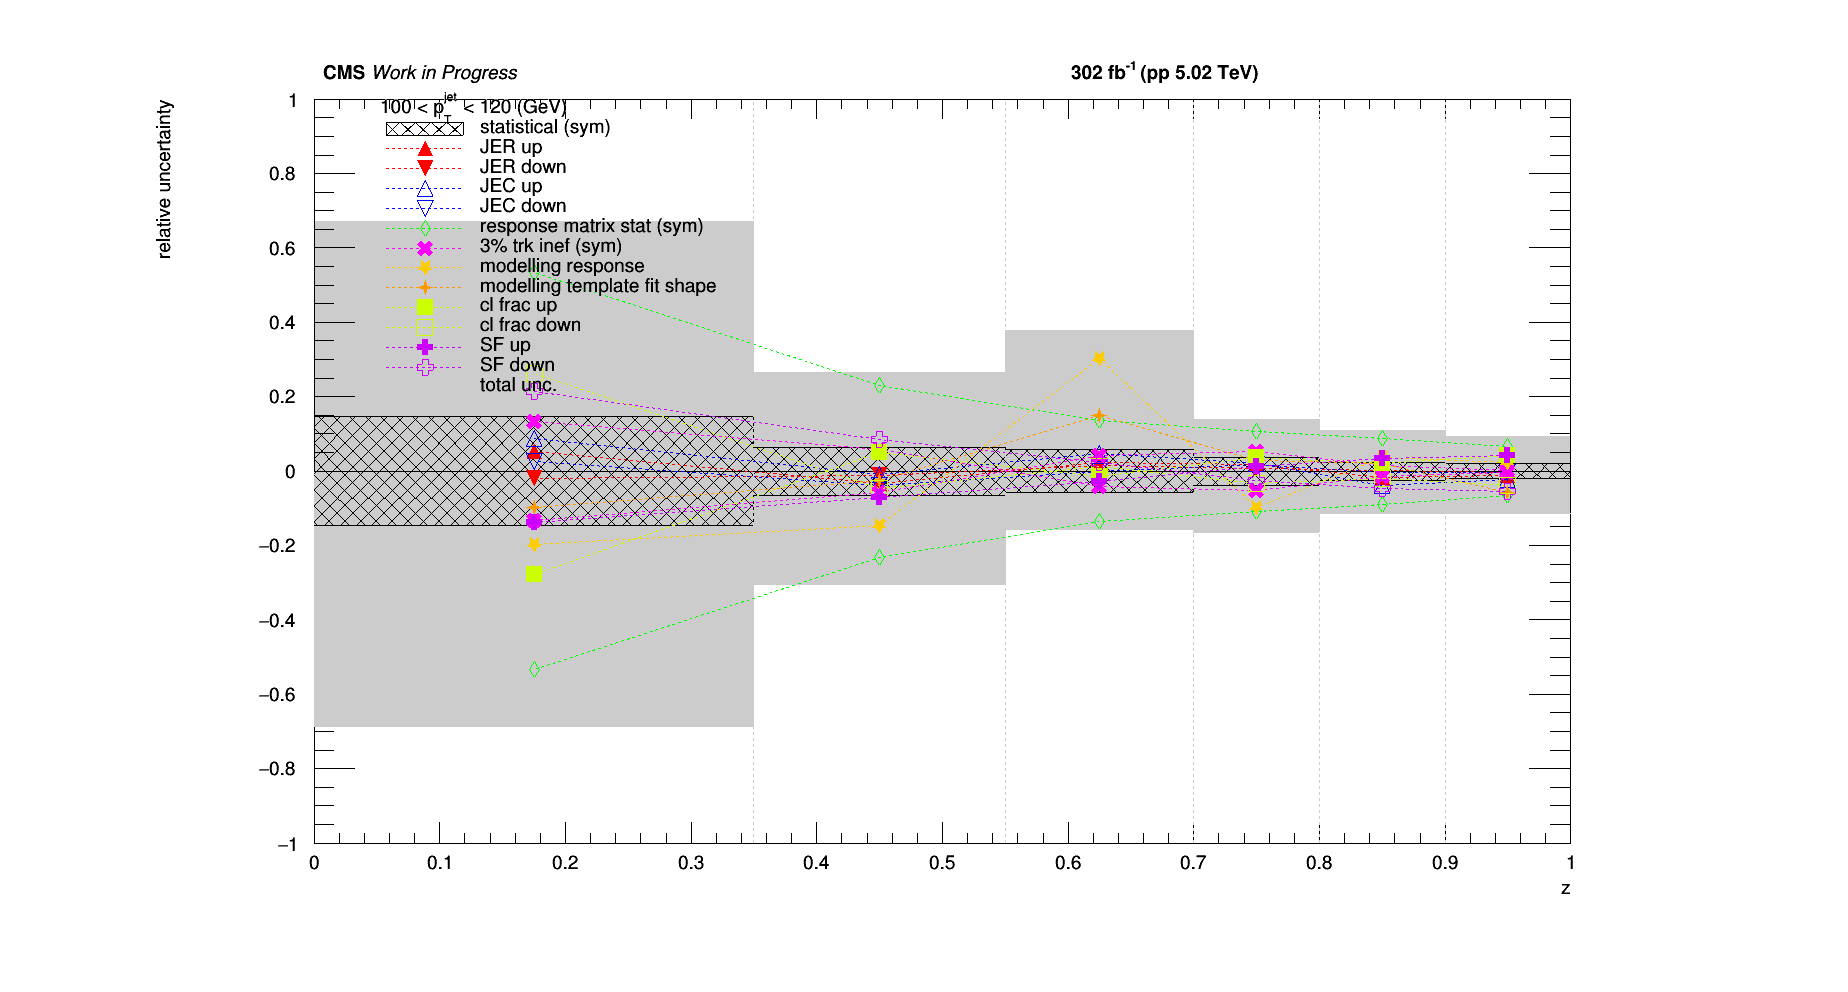 CMS Work in Progress
302 fb-1 (pp 5.02 TeV)
relative uncertainty
100 < pTjet < 120 (GeV)
statistical (sym)
JER up
JER down
JEC up
JEC down
response matrix stat (sym)
3% trk inef (sym)
modelling response
modelling template fit shape
cl frac up
cl frac down
SF up
SF down
total unc.
1
0.8
0.6
0.4
0.2
0
−0.2
−0.4
−0.6
−0.8
−1
0 0.1 0.2 0.3 0.4 0.5 0.6 0.7 0.8 0.9 1
z